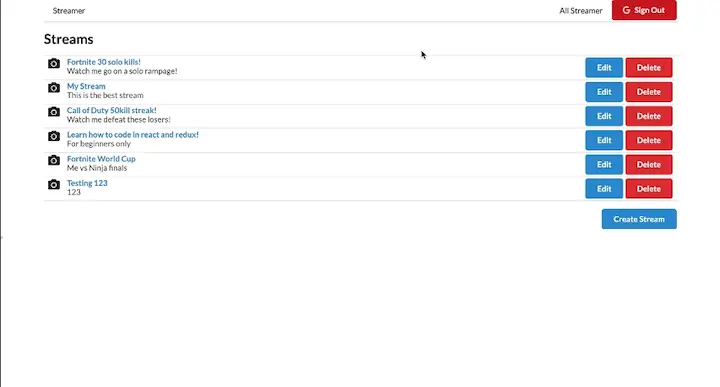 Streamer
All Streamer
G Sign Out
Streams
Fortnite 30 solo kills!
Watch me go on a solo rampage!
Edit
Delete
My Stream
This is the best stream
Edit
Delete
Call of Duty 50kill streak!
Watch me defeat these losers!
Edit
Delete
Learn how to code in react and redux!
For beginners only
Edit
Delete
Fortnite World Cup
Me vs Ninja finals
Edit
Delete
Testing 123
123
Edit
Delete
Create Stream